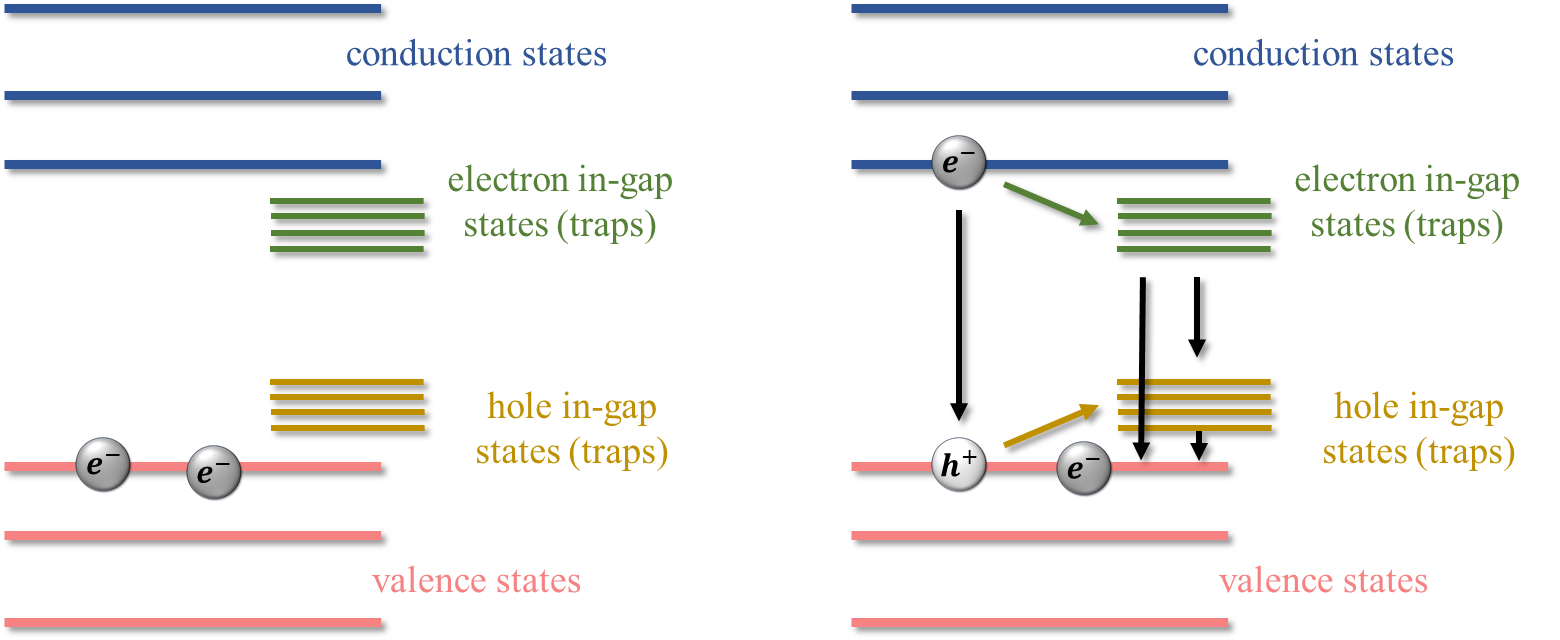 conduction states
electron in-gap
states (traps)
hole in-gap
states (traps)
e⁻
e⁻
valence states
conduction states
e⁻
electron in-gap
states (traps)
hole in-gap
states (traps)
h⁺
e⁻
valence states